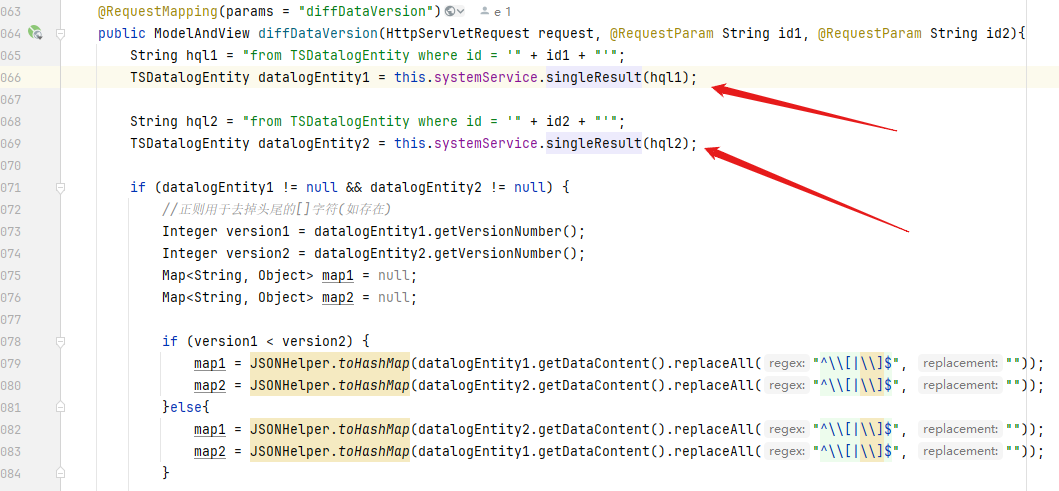 063 @RequestMapping(params = "diffDataVersion") e 1
064 public ModelAndView diffDataVersion(HttpServletRequest request, @RequestParam String id1, @RequestParam String id2){
065 String hql1 = "from TSDatalogEntity where id = '" + id1 + "'";
066 TSDatalogEntity datalogEntity1 = this.systemService.singleResult(hql1);
067
068 String hql2 = "from TSDatalogEntity where id = '" + id2 + "'";
069 TSDatalogEntity datalogEntity2 = this.systemService.singleResult(hql2);
070
071 if (datalogEntity1 != null && datalogEntity2 != null) {
072 //正则用于去掉头尾的[]字符(如存在)
073 Integer version1 = datalogEntity1.getVersionNumber();
074 Integer version2 = datalogEntity2.getVersionNumber();
075 Map<String, Object> map1 = null;
076 Map<String, Object> map2 = null;
077
078 if (version1 < version2) {
079 map1 = JSONHelper.toHashMap(datalogEntity1.getDataContent().replaceAll( regex: "^\\[|\\]$", replacement: ""));
080 map2 = JSONHelper.toHashMap(datalogEntity2.getDataContent().replaceAll( regex: "^\\[|\\]$", replacement: ""));
081 }else{
082 map1 = JSONHelper.toHashMap(datalogEntity2.getDataContent().replaceAll( regex: "^\\[|\\]$", replacement: ""));
083 map2 = JSONHelper.toHashMap(datalogEntity1.getDataContent().replaceAll( regex: "^\\[|\\]$", replacement: ""));
084 }